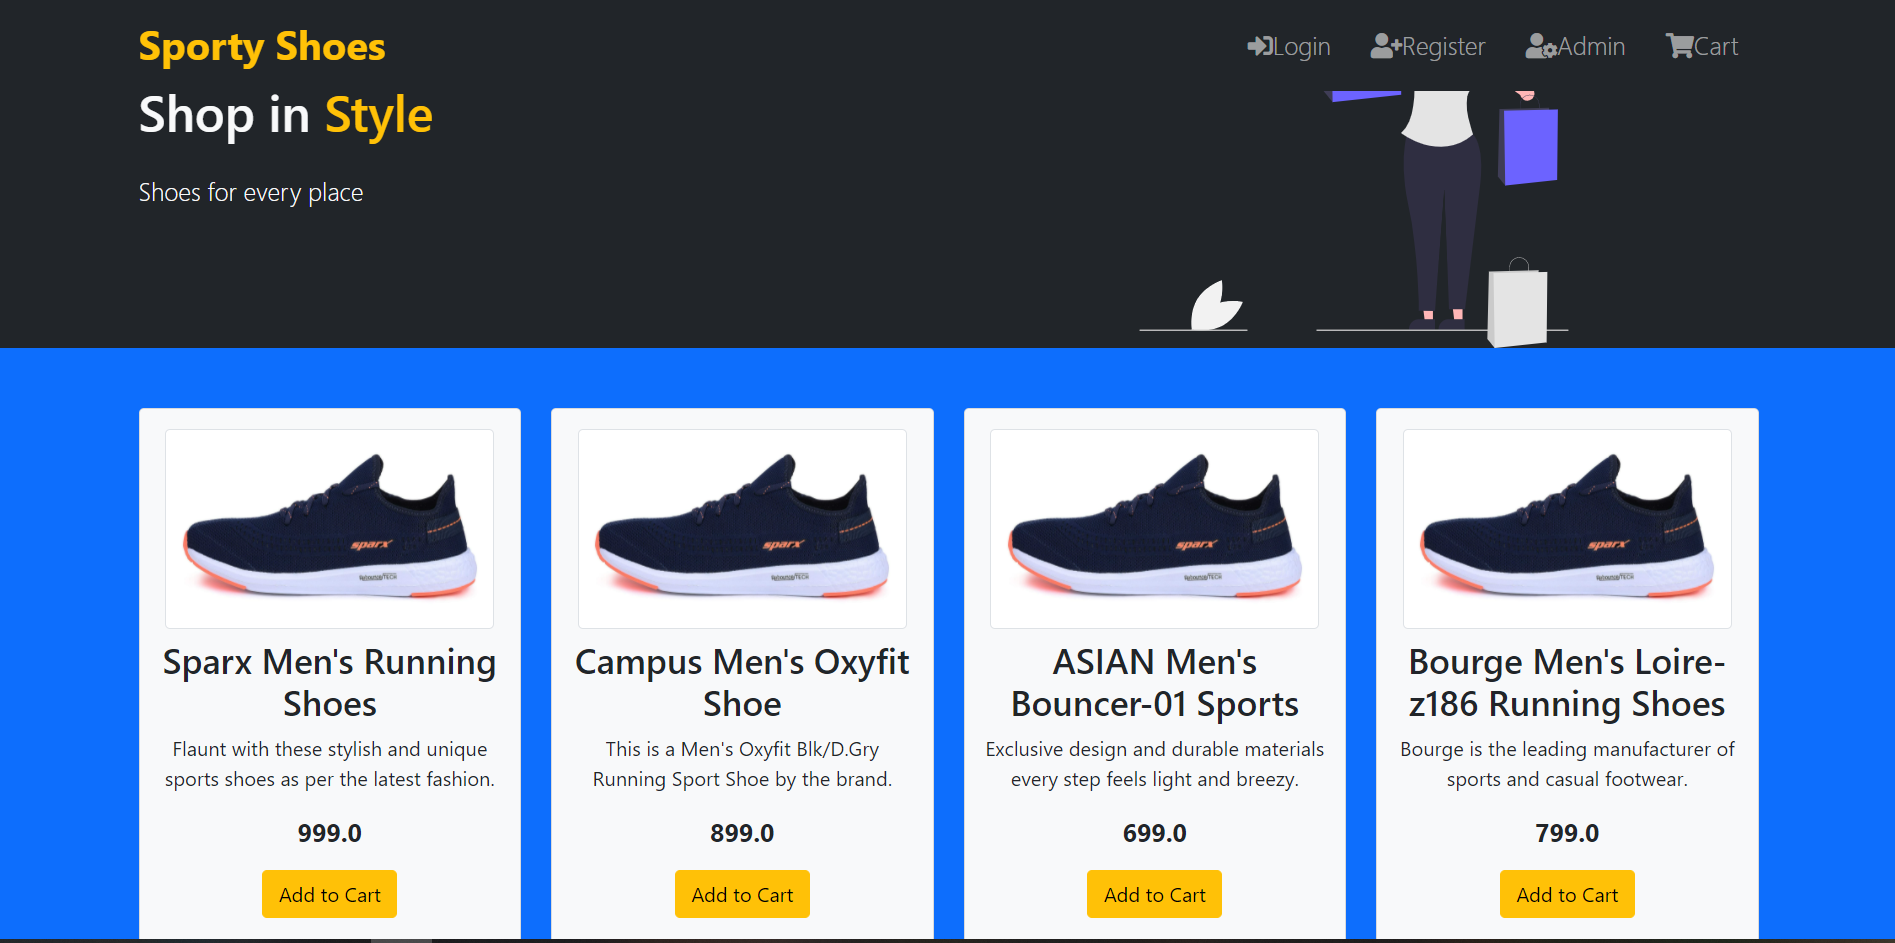 Sporty Shoes
Login Register Admin Cart
Shop in Style
Shoes for every place
sparx
sparx
sparx
sparx
Sparx Men's Running
Shoes
Flaunt with these stylish and unique
sports shoes as per the latest fashion.
999.0
Add to Cart
Campus Men's Oxyfit
Shoe
This is a Men's Oxyfit Blk/D.Gry
Running Sport Shoe by the brand.
899.0
Add to Cart
ASIAN Men's
Bouncer-01 Sports
Exclusive design and durable materials
every step feels light and breezy.
699.0
Add to Cart
Bourge Men's Loire-
z186 Running Shoes
Bourge is the leading manufacturer of
sports and casual footwear.
799.0
Add to Cart